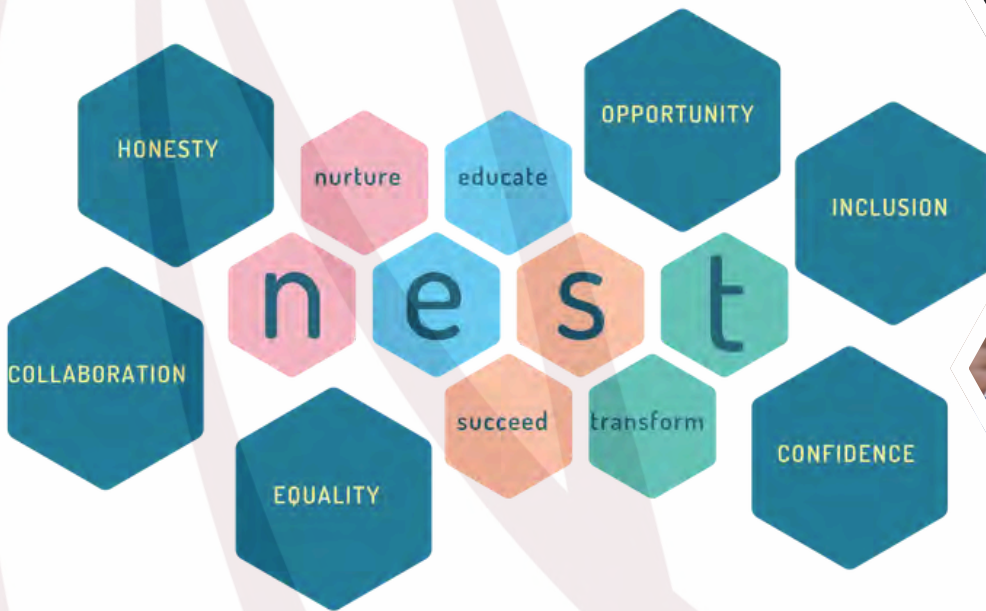 HONESTY
nurture
educate
OPPORTUNITY
INCLUSION
n e s t
COLLABORATION
succeed
transform
EQUALITY
CONFIDENCE